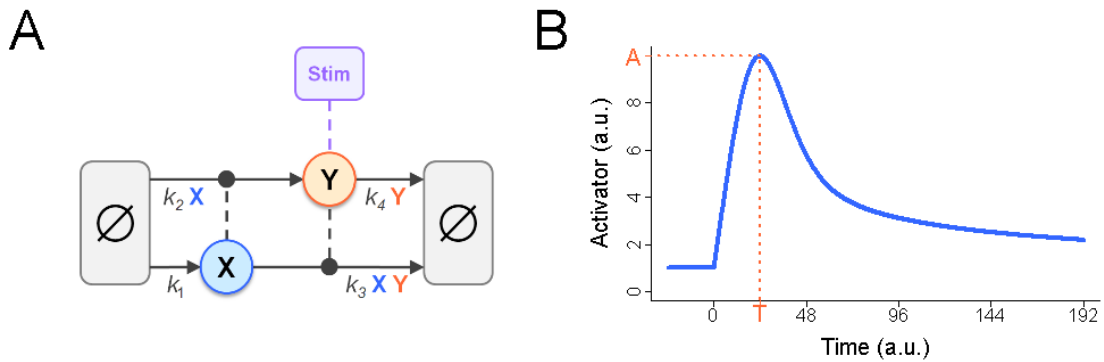 A
B
Stim
Y
k2 X
k4 Y
∅
∅
X
k1
k3 X Y
Activator (a.u.)
A
8
6
4
2
0
0
T
48
96
144
192
Time (a.u.)